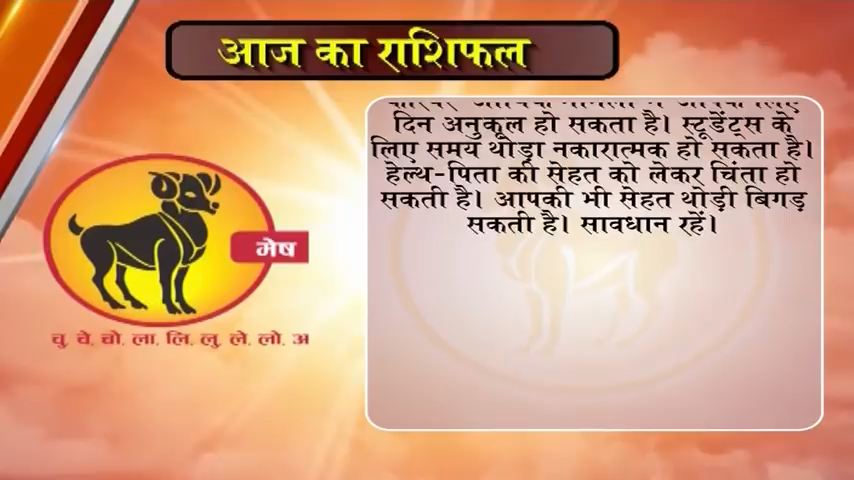 आज का राशिफल
दिन अनुकूल हो सकता है। स्टूडेंट्स के
लिए समय थोड़ा नकारात्मक हो सकता है।
हेल्थ-पिता की सेहत को लेकर चिंता हो
सकती है। आपकी भी सेहत थोड़ी बिगड़
सकती है। सावधान रहें।
मेष
चु, चे, चो, ला, लि, लु, ले, लो, अ